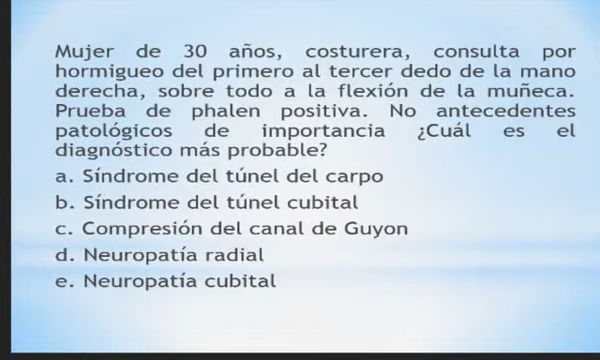 Mujer de 30 años, costurera, consulta por
hormigueo del primero al tercer dedo de la mano
derecha, sobre todo a la flexión de la muñeca.
Prueba de phalen positiva. No antecedentes
patológicos de importancia ¿Cuál es el
diagnóstico más probable?
a. Síndrome del túnel del carpo
b. Síndrome del túnel cubital
c. Compresión del canal de Guyon
d. Neuropatía radial
e. Neuropatía cubital